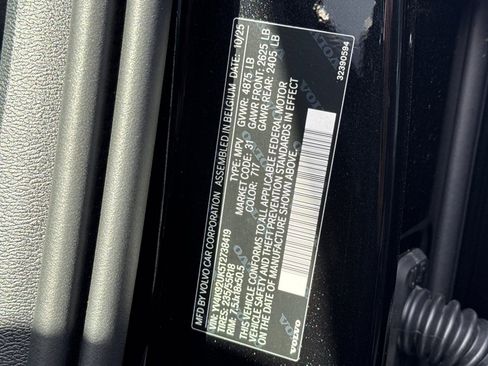 MFD BY VOLVO CAR CORPORATION ASSEMBLED IN BELGIUM DATE: 10/25
GVWR: 4875 LB
GAWR FRONT: 2625 LB
GAWR REAR: 2405 LB
TYPE: MPV
MARKET CODE: 31
COLOR: 717
TIRES: 235/55R18
RIM: 7.5Jx18x50.5
THIS VEHICLE CONFORMS TO ALL APPLICABLE FEDERAL MOTOR
VEHICLE SAFETY AND THEFT PREVENTION STANDARDS IN EFFECT
ON THE DATE OF MANUFACTURE SHOWN ABOVE.
VOLVO
32390594